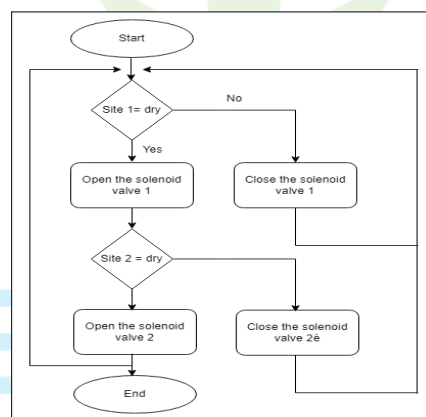 Start
Site 1= dry
No
Yes
Open the solenoid
valve 1
Close the solenoid
valve 1
Site 2 = dry
Open the solenoid
valve 2
Close the solenoid
valve 2è
End